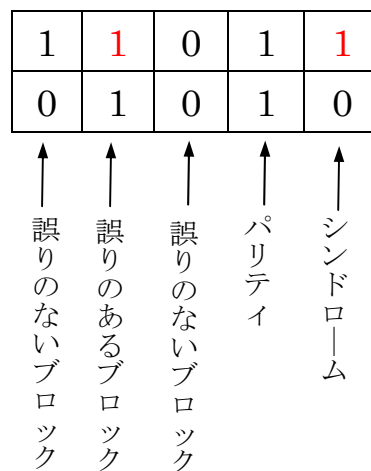 1 1 0 1 1
0 1 0 1 0
誤りのないブロック
誤りのあるブロック
誤りのないブロック
パリティ
シンドローム